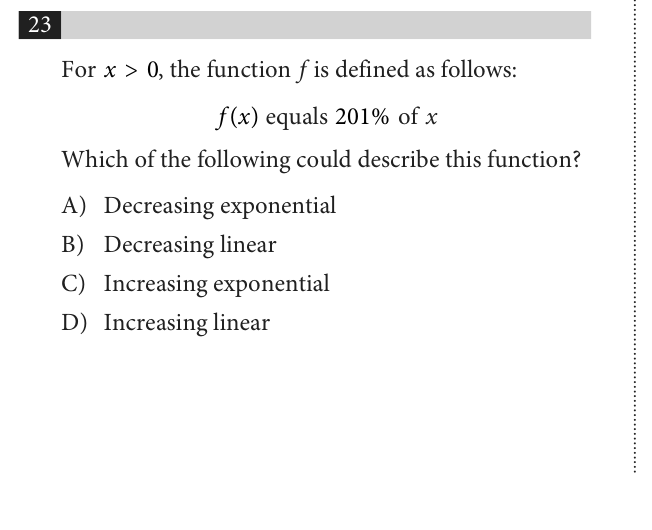 23
For x > 0, the function f is defined as follows:
f(x) equals 201% of x
Which of the following could describe this function?
A) Decreasing exponential
B) Decreasing linear
C) Increasing exponential
D) Increasing linear